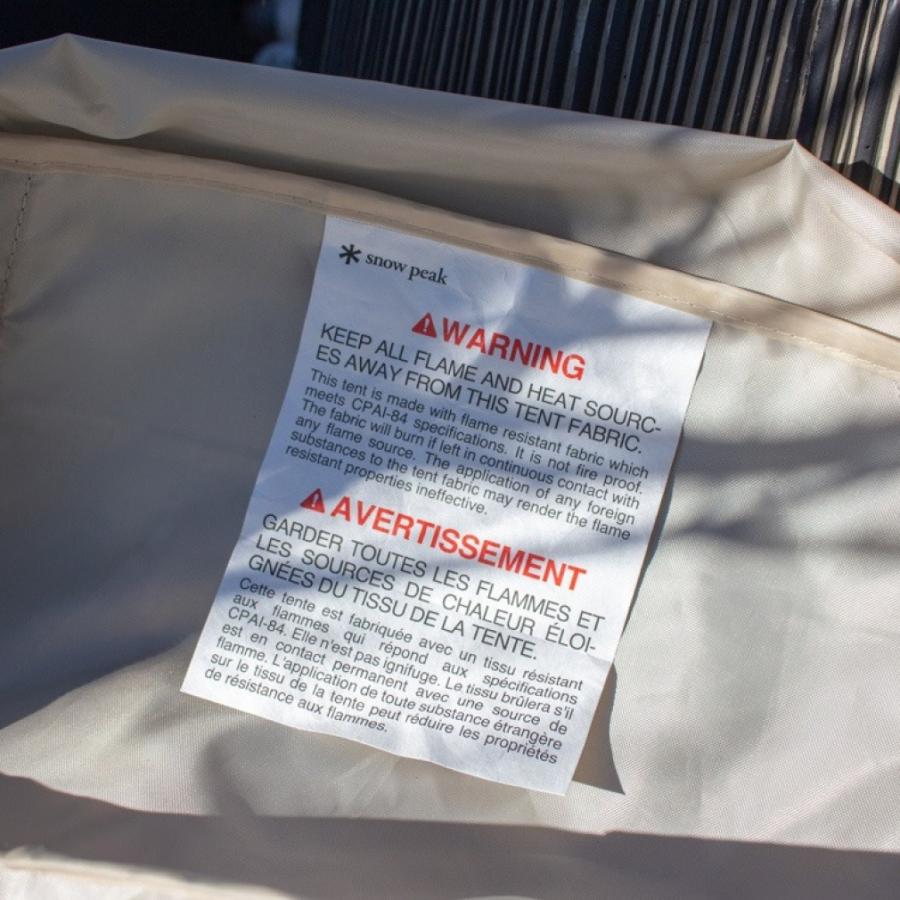 snow peak
WARNING
KEEP ALL FLAME AND HEAT SOURC-
ES AWAY FROM THIS TENT FABRIC.
This tent is made with flame resistant fabric which
meets CPAI-84 specifications. It is not fire proof.
The fabric will burn if left in continuous contact with
any flame source. The application of any foreign
substances to the tent fabric may render the flame
resistant properties ineffective.
AVERTISSEMENT
GARDER TOUTES LES FLAMMES ET
LES SOURCES DE CHALEUR ÉLOI-
GNÉES DU TISSU DE LA TENTE.
Cette tente est fabriquée avec un tissu résistant
aux flammes qui répond aux spécifications
CPAI-84. Elle n'est pas ignifuge. Le tissu brûlera s'il
est en contact permanent avec une source de
flamme. L'application de toute substance étrangère
sur le tissu de la tente peut réduire les propriétés
de résistance aux flammes.